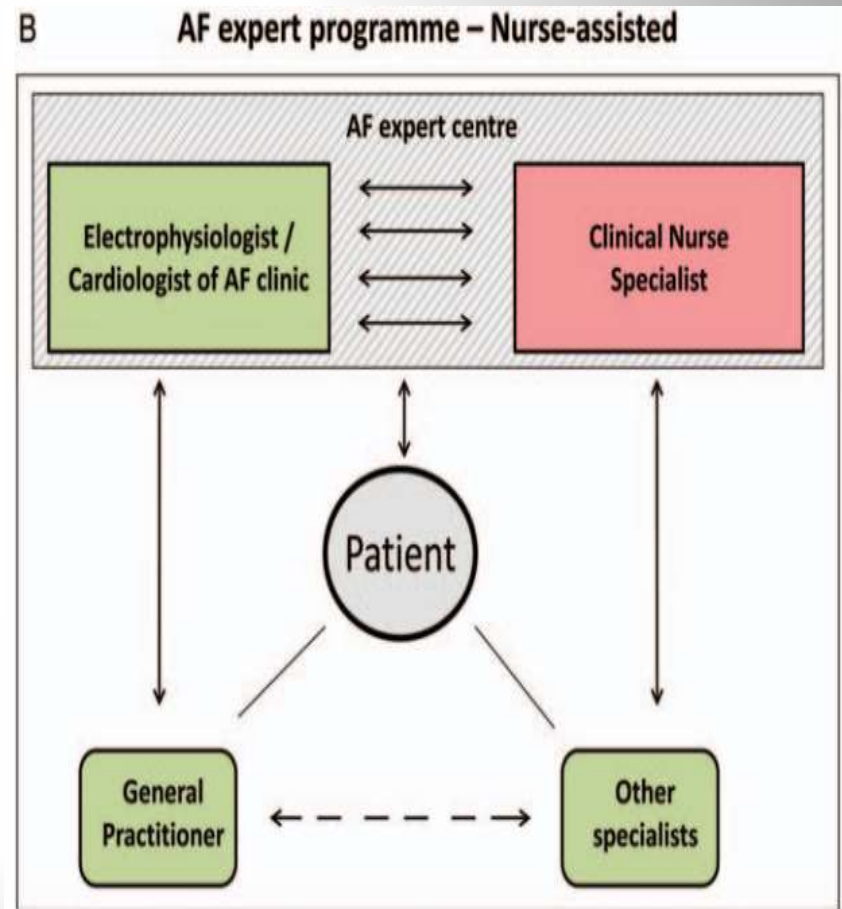 B
AF expert programme – Nurse-assisted
AF expert centre
Electrophysiologist /
Cardiologist of AF clinic
Clinical Nurse
Specialist
Patient
General
Practitioner
Other
specialists